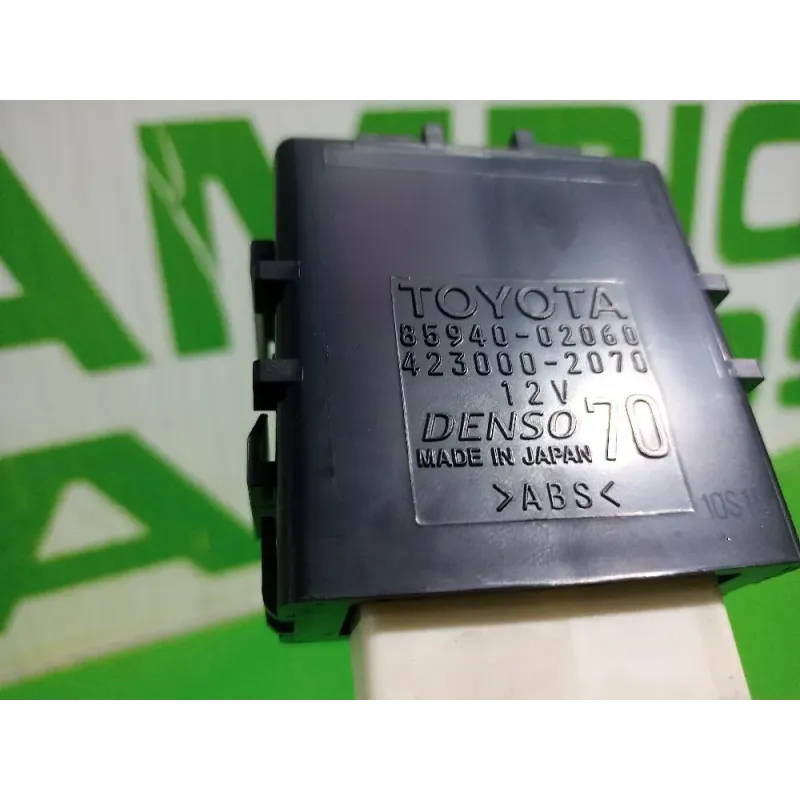 TOYOTA
85940-02060
423000-2070
12V
DENSO 70
MADE IN JAPAN
>ABS<